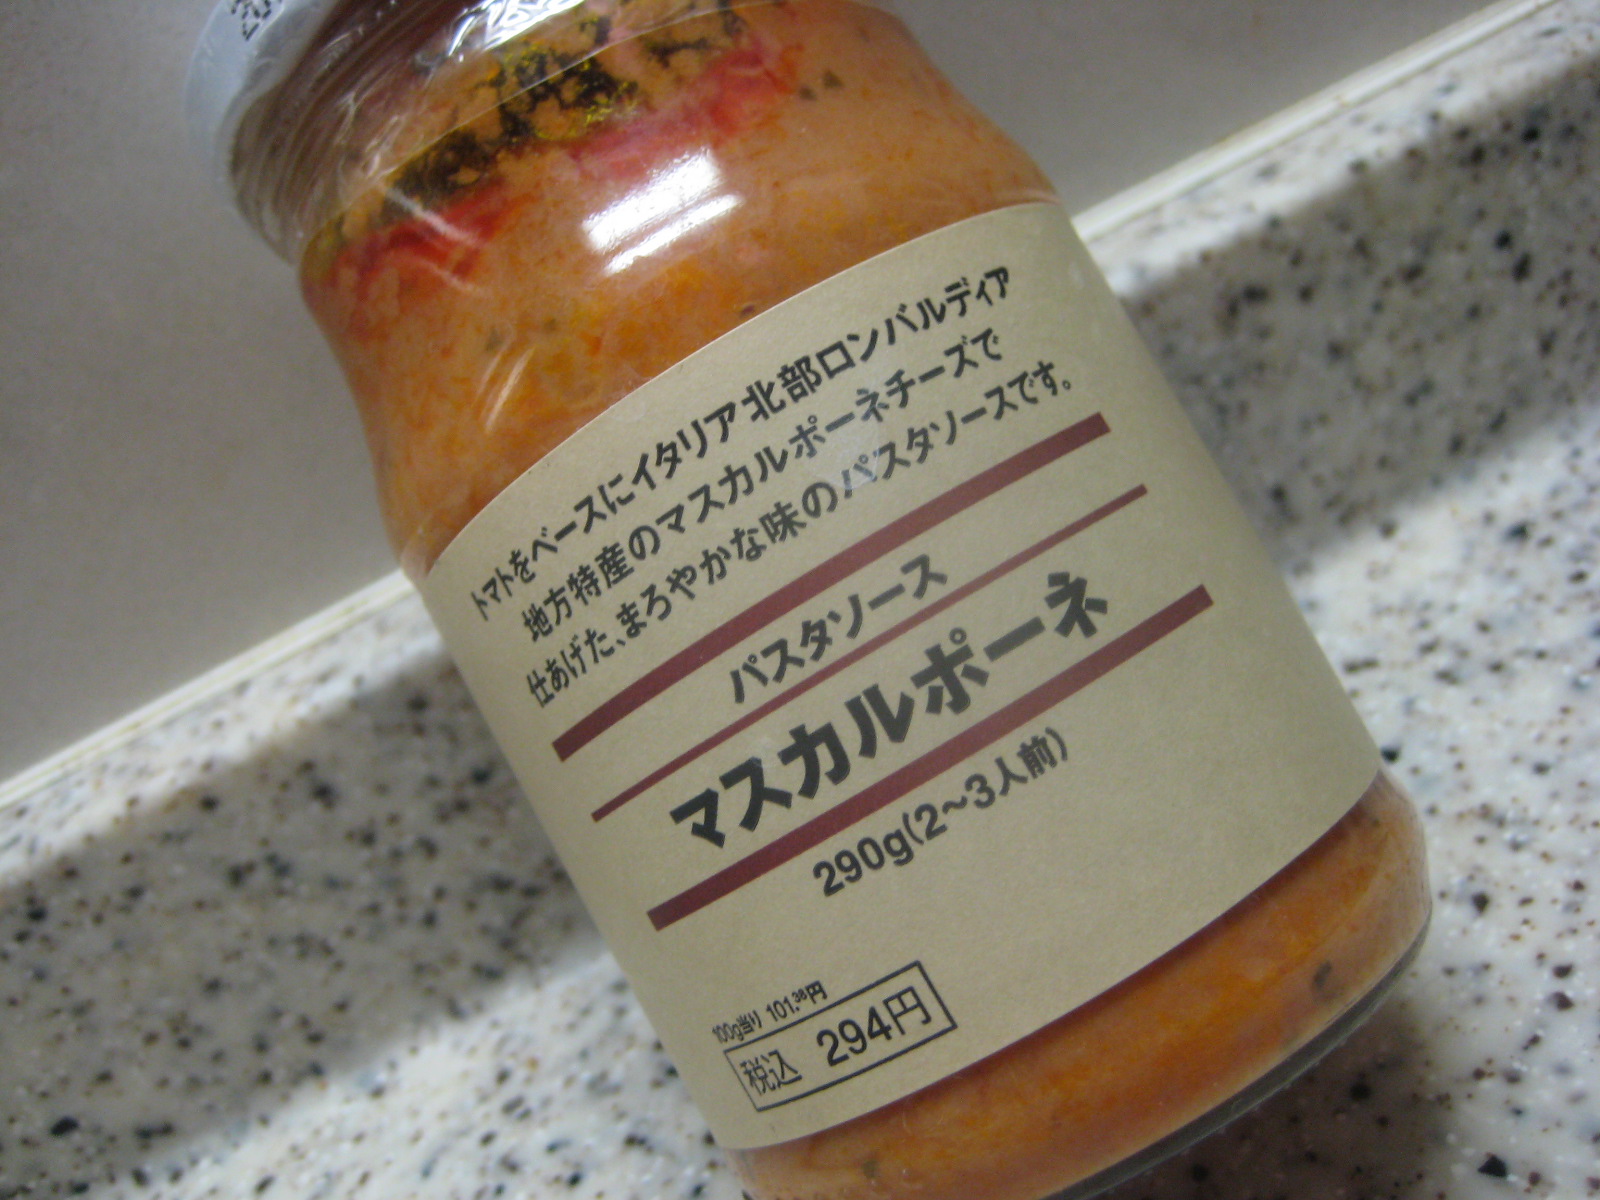 トマトをベースにイタリア北部ロンバルディア
地方特産のマスカルポーネチーズで
仕あげた、まろやかな味のパスタソースです。
パスタソース
マスカルポーネ
290g(2〜3人前)
100g当り 101.38円
税込 294円